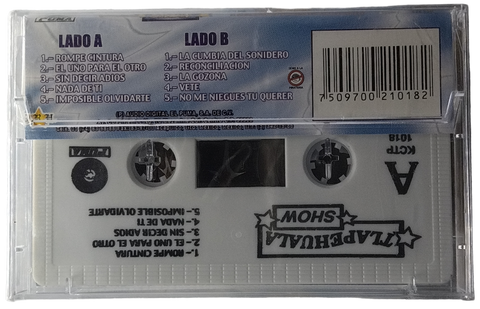 PUMA
LADO A
1.- ROMPE CINTURA
2.- EL UNO PARA EL OTRO
3.- SIN DECIR ADIOS
4.- NADA DE TI
5.- IMPOSIBLE OLVIDARTE
LADO B
1.- LA CUMBIA DEL SONIDERO
2.- RECONCILIACION
3.- LA GOZONA
4.- VETE
5.- NO ME NIEGUES TU QUERER
7 509700 210182
A
KCTP
1018
PUMA
TLAPEHUALA
SHOW
1.- ROMPE CINTURA
2.- EL UNO PARA EL OTRO
3.- SIN DECIR ADIOS
4.- NADA DE TI
5.- IMPOSIBLE OLVIDARTE